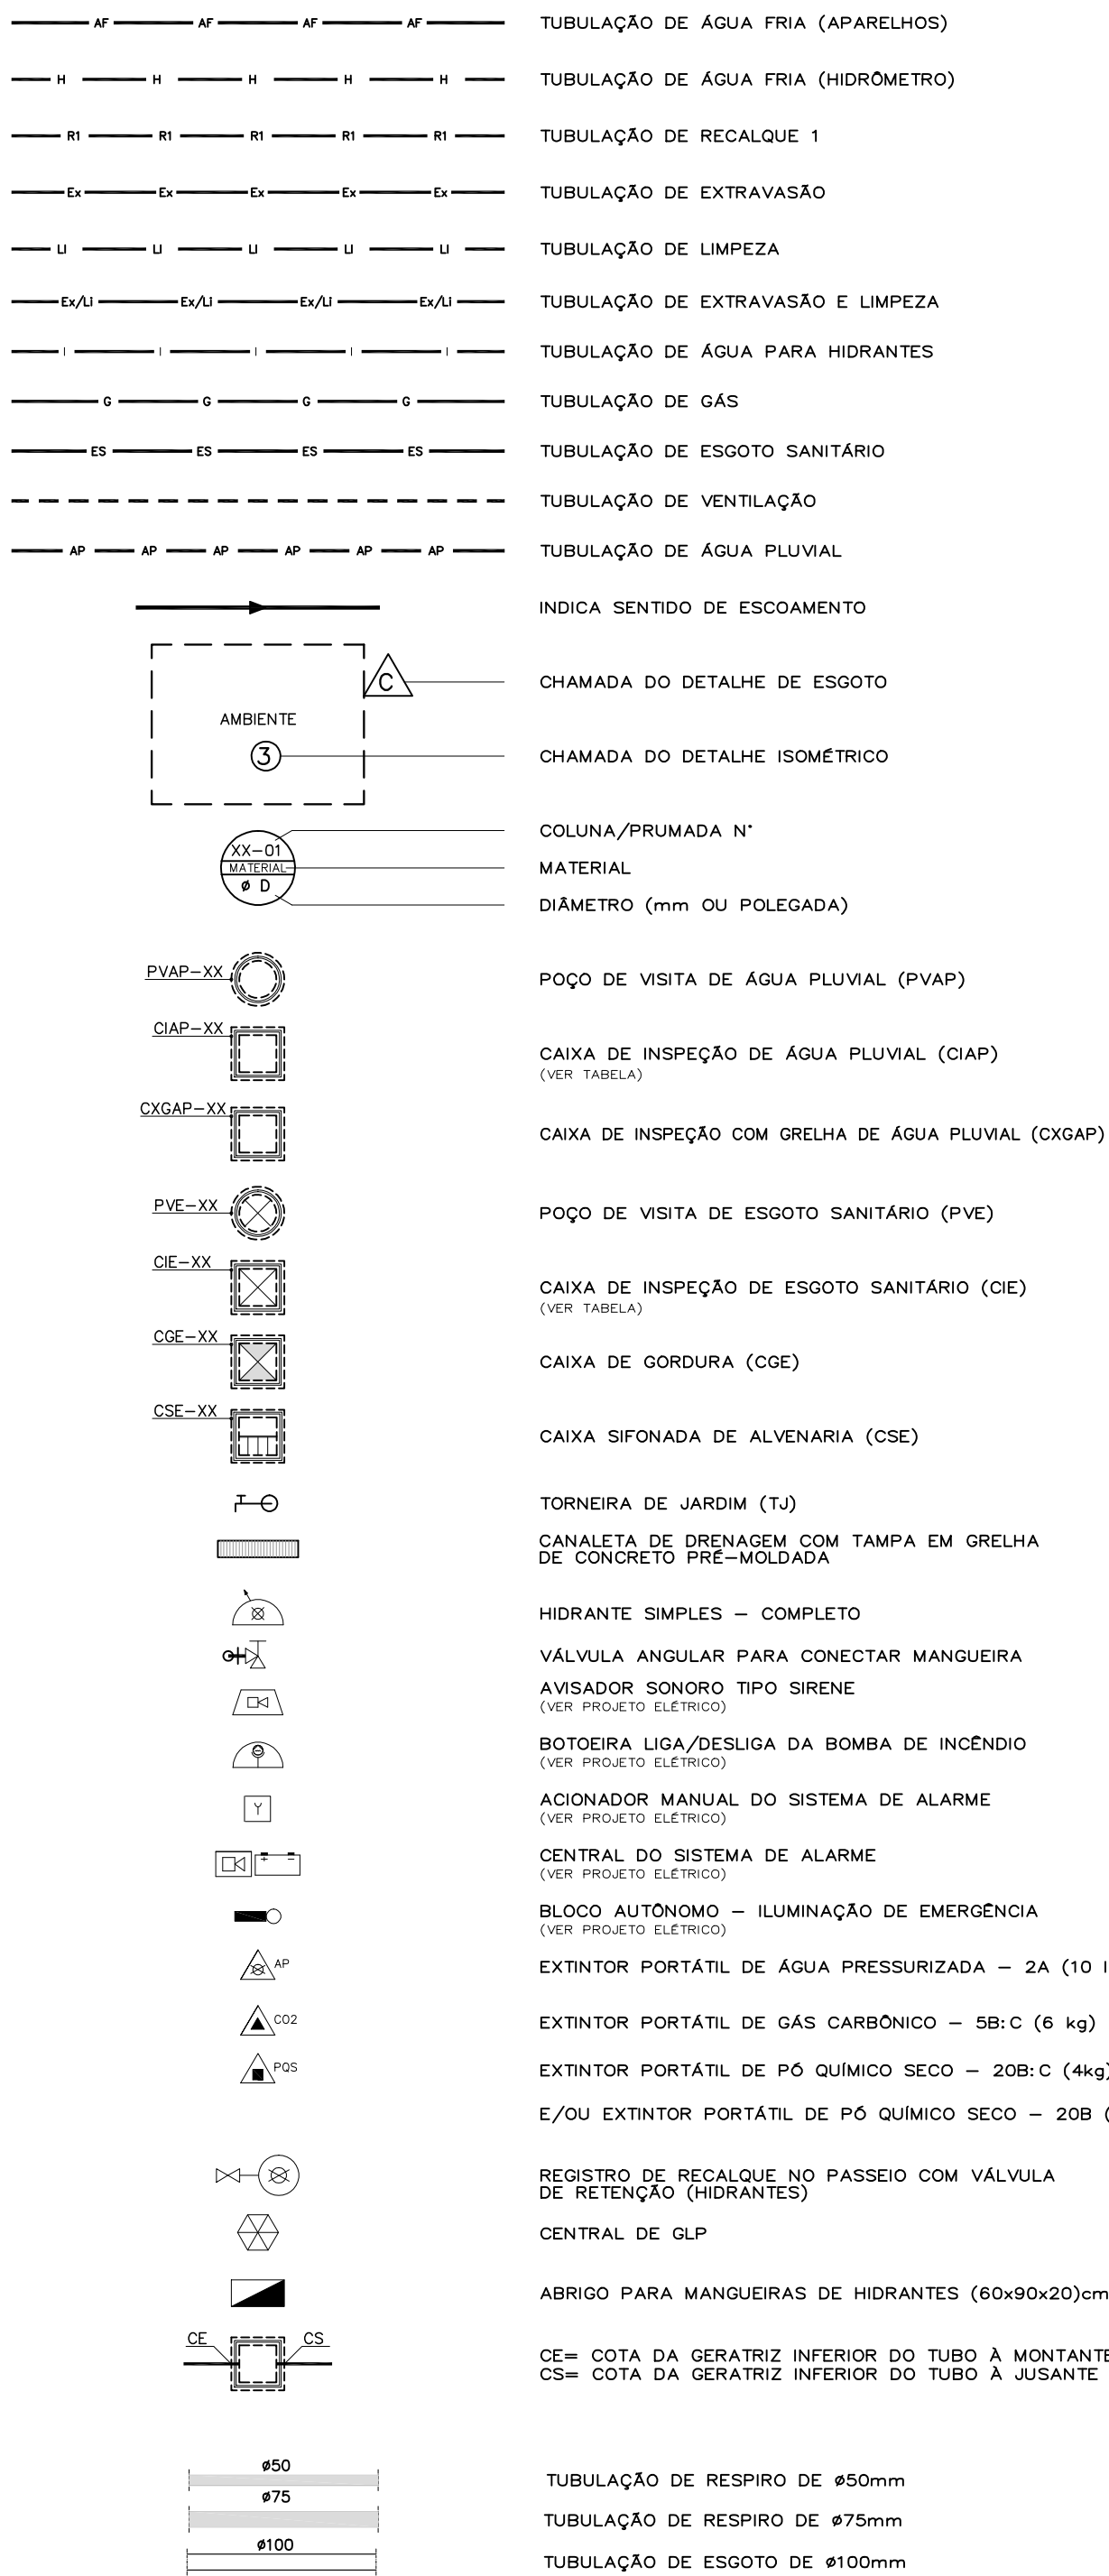 AF AF AF AF TUBULAÇÃO DE ÁGUA FRIA (APARELHOS)
H H H H H TUBULAÇÃO DE ÁGUA FRIA (HIDRÔMETRO)
R1 R1 R1 R1 R1 TUBULAÇÃO DE RECALQUE 1
Ex Ex Ex Ex Ex TUBULAÇÃO DE EXTRAVASÃO
LI LI LI LI LI TUBULAÇÃO DE LIMPEZA
Ex/Li Ex/Li Ex/Li Ex/Li TUBULAÇÃO DE EXTRAVASÃO E LIMPEZA
I I I I I TUBULAÇÃO DE ÁGUA PARA HIDRANTES
G G G G TUBULAÇÃO DE GÁS
ES ES ES ES TUBULAÇÃO DE ESGOTO SANITÁRIO
TUBULAÇÃO DE VENTILAÇÃO
AP AP AP AP AP AP TUBULAÇÃO DE ÁGUA PLUVIAL
INDICA SENTIDO DE ESCOAMENTO
C CHAMADA DO DETALHE DE ESGOTO
AMBIENTE
3 CHAMADA DO DETALHE ISOMÉTRICO
XX-01 COLUNA/PRUMADA N°
MATERIAL MATERIAL
ø D DIÂMETRO (mm OU POLEGADA)
PVAP-XX POÇO DE VISITA DE ÁGUA PLUVIAL (PVAP)
CIAP-XX CAIXA DE INSPEÇÃO DE ÁGUA PLUVIAL (CIAP)
(VER TABELA)
CXGAP-XX CAIXA DE INSPEÇÃO COM GRELHA DE ÁGUA PLUVIAL (CXGAP)
PVE-XX POÇO DE VISITA DE ESGOTO SANITÁRIO (PVE)
CIE-XX CAIXA DE INSPEÇÃO DE ESGOTO SANITÁRIO (CIE)
(VER TABELA)
CGE-XX CAIXA DE GORDURA (CGE)
CSE-XX CAIXA SIFONADA DE ALVENARIA (CSE)
TORNEIRA DE JARDIM (TJ)
CANALETA DE DRENAGEM COM TAMPA EM GRELHA
DE CONCRETO PRÉ-MOLDADA
HIDRANTE SIMPLES - COMPLETO
VÁLVULA ANGULAR PARA CONECTAR MANGUEIRA
AVISADOR SONORO TIPO SIRENE
(VER PROJETO ELÉTRICO)
BOTOEIRA LIGA/DESLIGA DA BOMBA DE INCÊNDIO
(VER PROJETO ELÉTRICO)
Y ACIONADOR MANUAL DO SISTEMA DE ALARME
(VER PROJETO ELÉTRICO)
CENTRAL DO SISTEMA DE ALARME
(VER PROJETO ELÉTRICO)
BLOCO AUTÔNOMO - ILUMINAÇÃO DE EMERGÊNCIA
(VER PROJETO ELÉTRICO)
AP EXTINTOR PORTÁTIL DE ÁGUA PRESSURIZADA - 2A (10 l
CO2 EXTINTOR PORTÁTIL DE GÁS CARBÔNICO - 5B:C (6 kg)
PQS EXTINTOR PORTÁTIL DE PÓ QUÍMICO SECO - 20B:C (4kg)
E/OU EXTINTOR PORTÁTIL DE PÓ QUÍMICO SECO - 20B (
REGISTRO DE RECALQUE NO PASSEIO COM VÁLVULA
DE RETENÇÃO (HIDRANTES)
CENTRAL DE GLP
ABRIGO PARA MANGUEIRAS DE HIDRANTES (60x90x20)cm
CE CS CE= COTA DA GERATRIZ INFERIOR DO TUBO À MONTANTE
CS= COTA DA GERATRIZ INFERIOR DO TUBO À JUSANTE
ø50 TUBULAÇÃO DE RESPIRO DE ø50mm
ø75 TUBULAÇÃO DE RESPIRO DE ø75mm
ø100 TUBULAÇÃO DE ESGOTO DE ø100mm